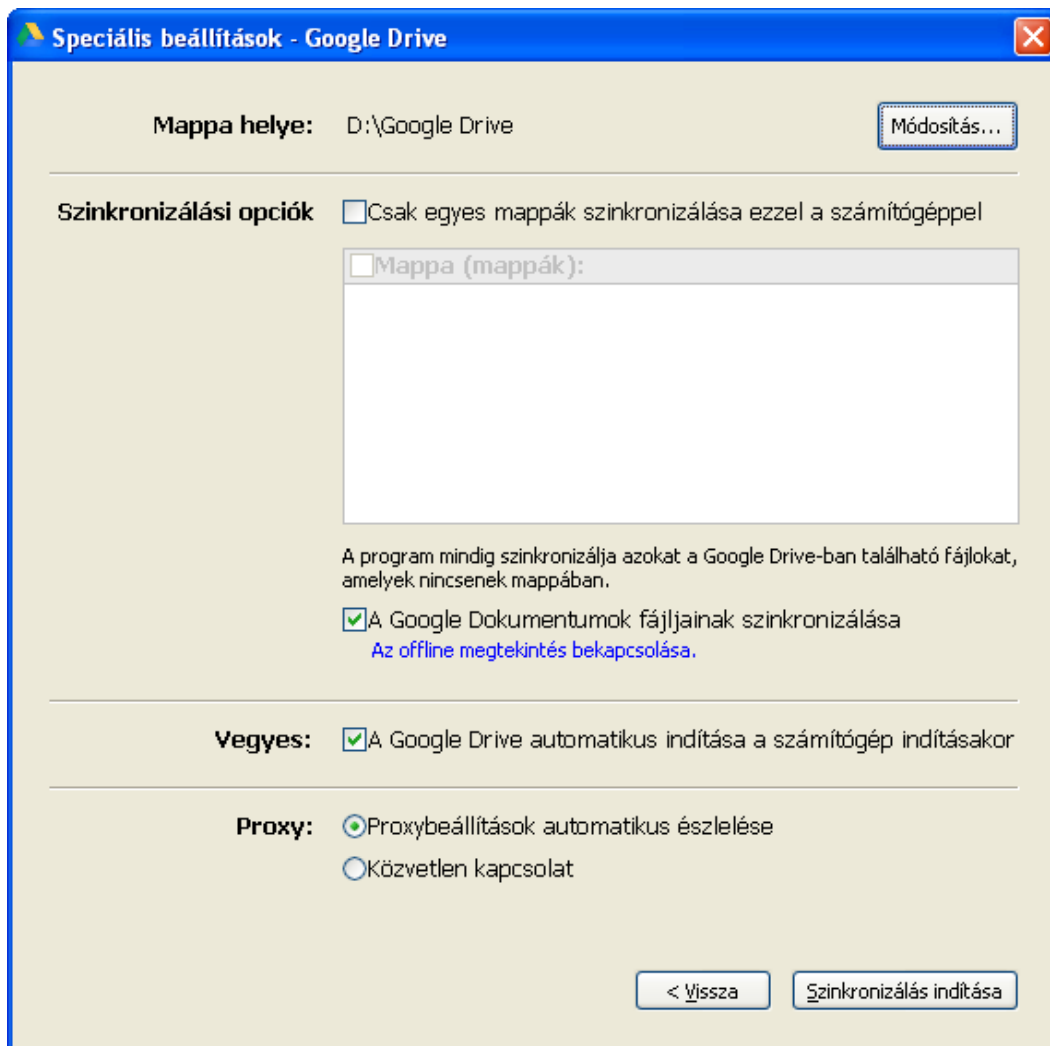 Speciális beállítások - Google Drive
Mappa helye: D:\Google Drive Módosítás...
Szinkronizálási opciók Csak egyes mappák szinkronizálása ezzel a számítógéppel
Mappa (mappák):
A program mindig szinkronizálja azokat a Google Drive-ban található fájlokat,
amelyek nincsenek mappában.
A Google Dokumentumok fájljainak szinkronizálása
Az offline megtekintés bekapcsolása.
Vegyes: A Google Drive automatikus indítása a számítógép indításakor
Proxy: Proxybeállítások automatikus észlelése
Közvetlen kapcsolat
< Vissza Szinkronizálás indítása